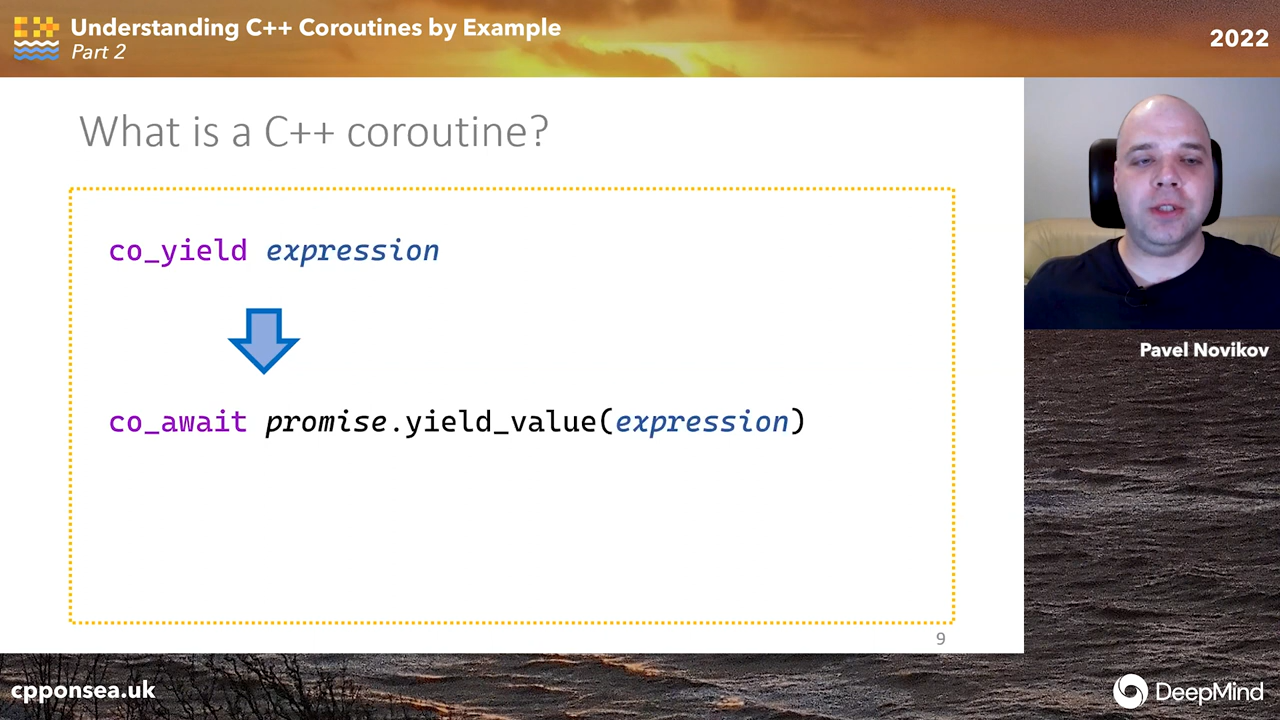 Understanding C++ Coroutines by Example
Part 2
2022
What is a C++ coroutine?
co_yield expression
co_await promise.yield_value(expression)
9
Pavel Novikov
cpponsea.uk
DeepMind